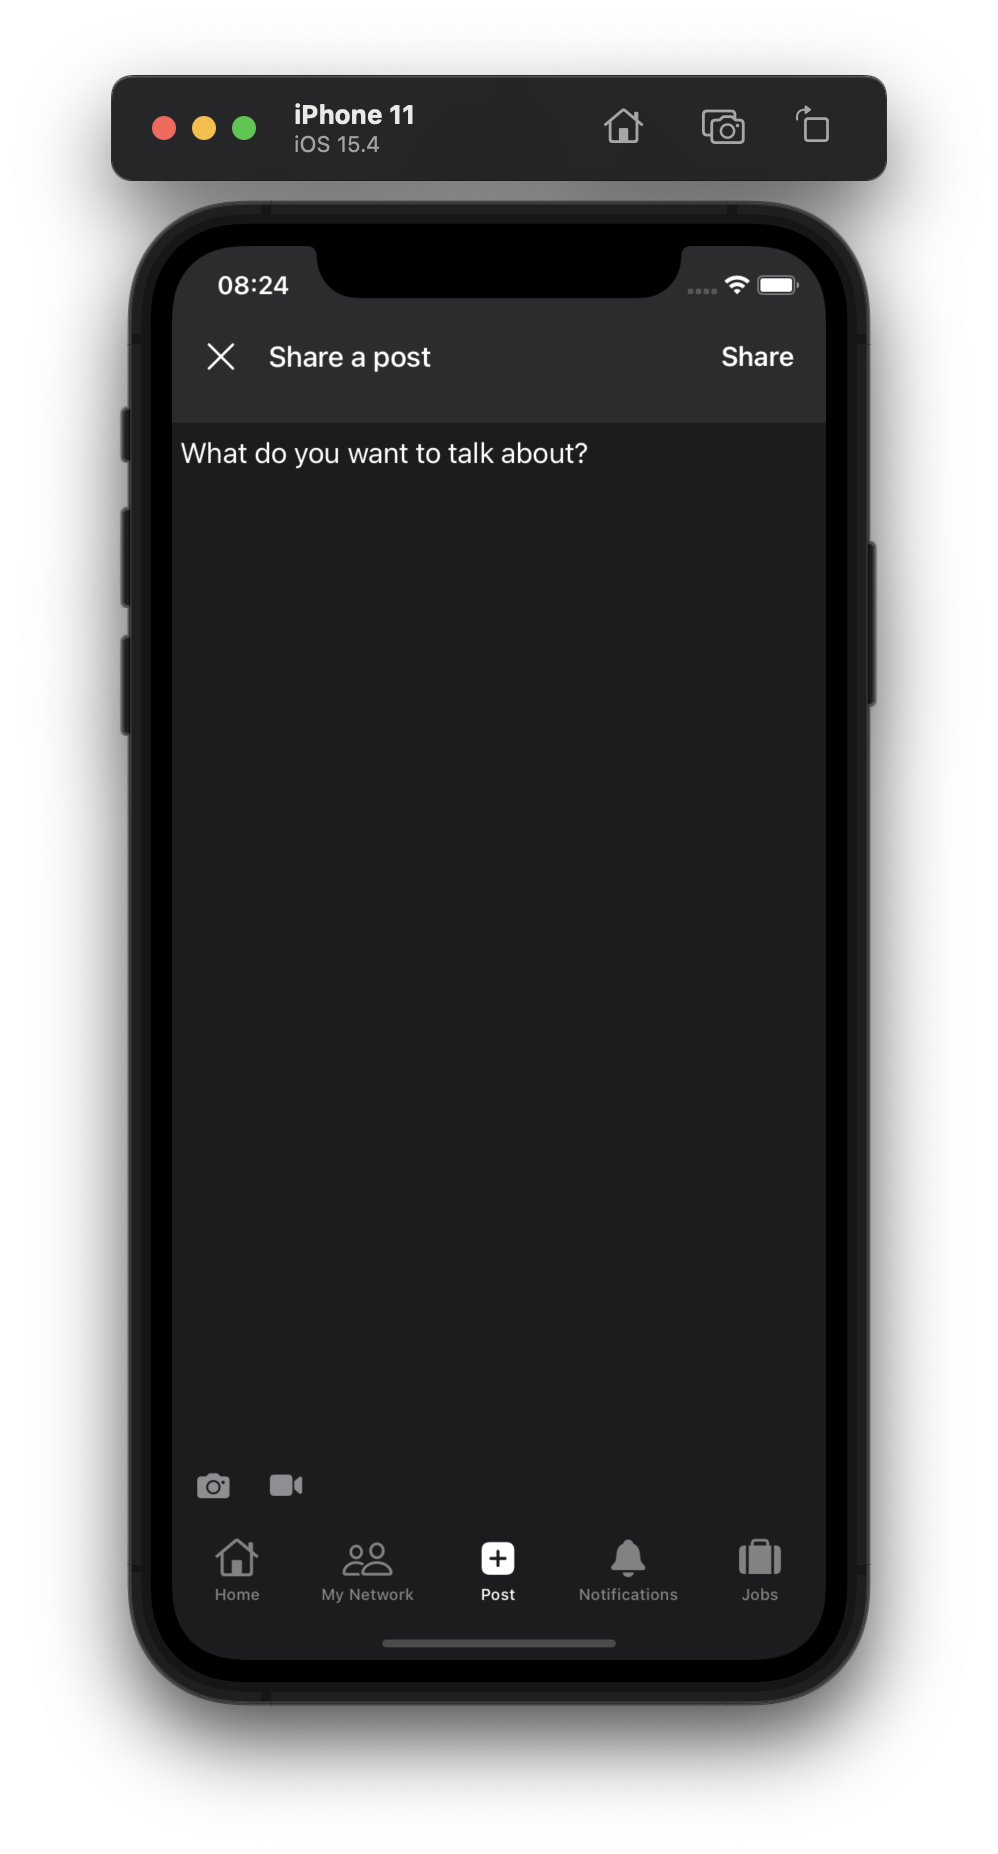 iPhone 11
iOS 15.4
08:24
Share a post
Share
What do you want to talk about?
Home
My Network
Post
Notifications
Jobs